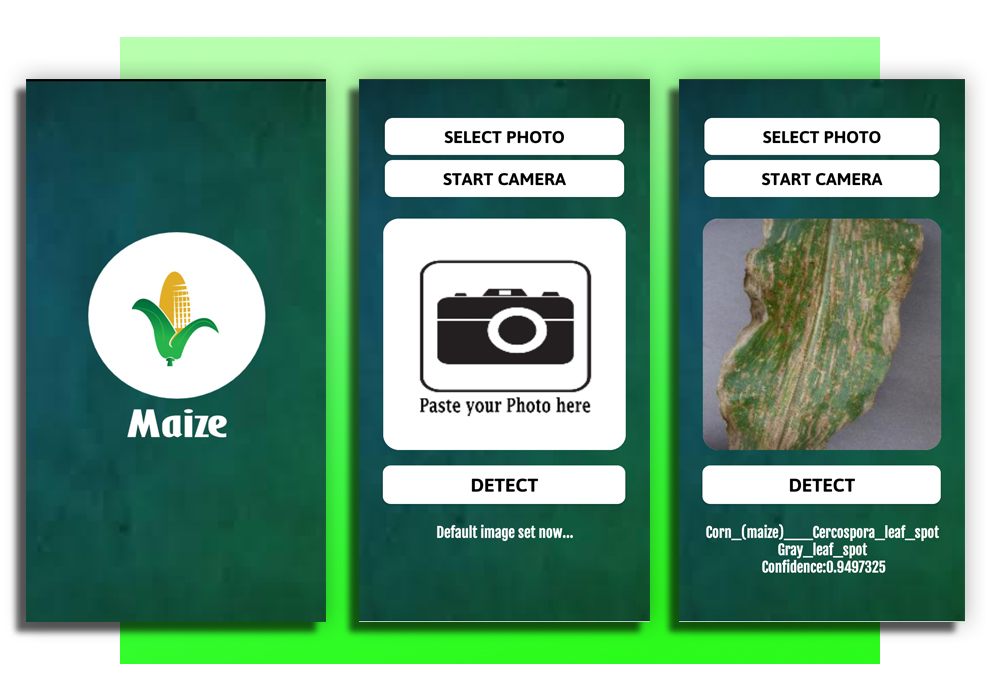 Maize
SELECT PHOTO
START CAMERA
Paste your Photo here
DETECT
Default image set now...
SELECT PHOTO
START CAMERA
DETECT
Corn_(maize)___Cercospora_leaf_spot
Gray_leaf_spot
Confidence:0.9497325